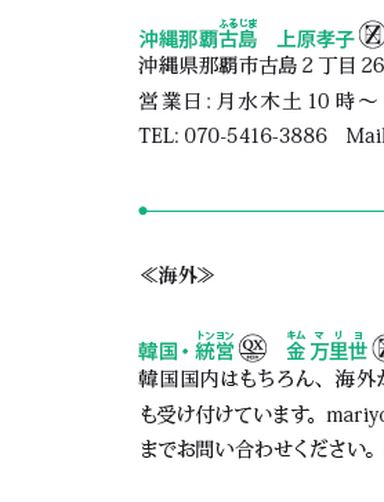 ふるじま
沖縄那覇古島　上原孝子
沖縄県那覇市古島2丁目26
営業日:月水木土10時〜
TEL: 070-5416-3886　Mail
≪海外≫
トンヨン　キム マ リ ヨ
韓国・統営 QX　金 万里世
韓国国内はもちろん、海外か
も受け付けています。mariyo
までお問い合わせください。